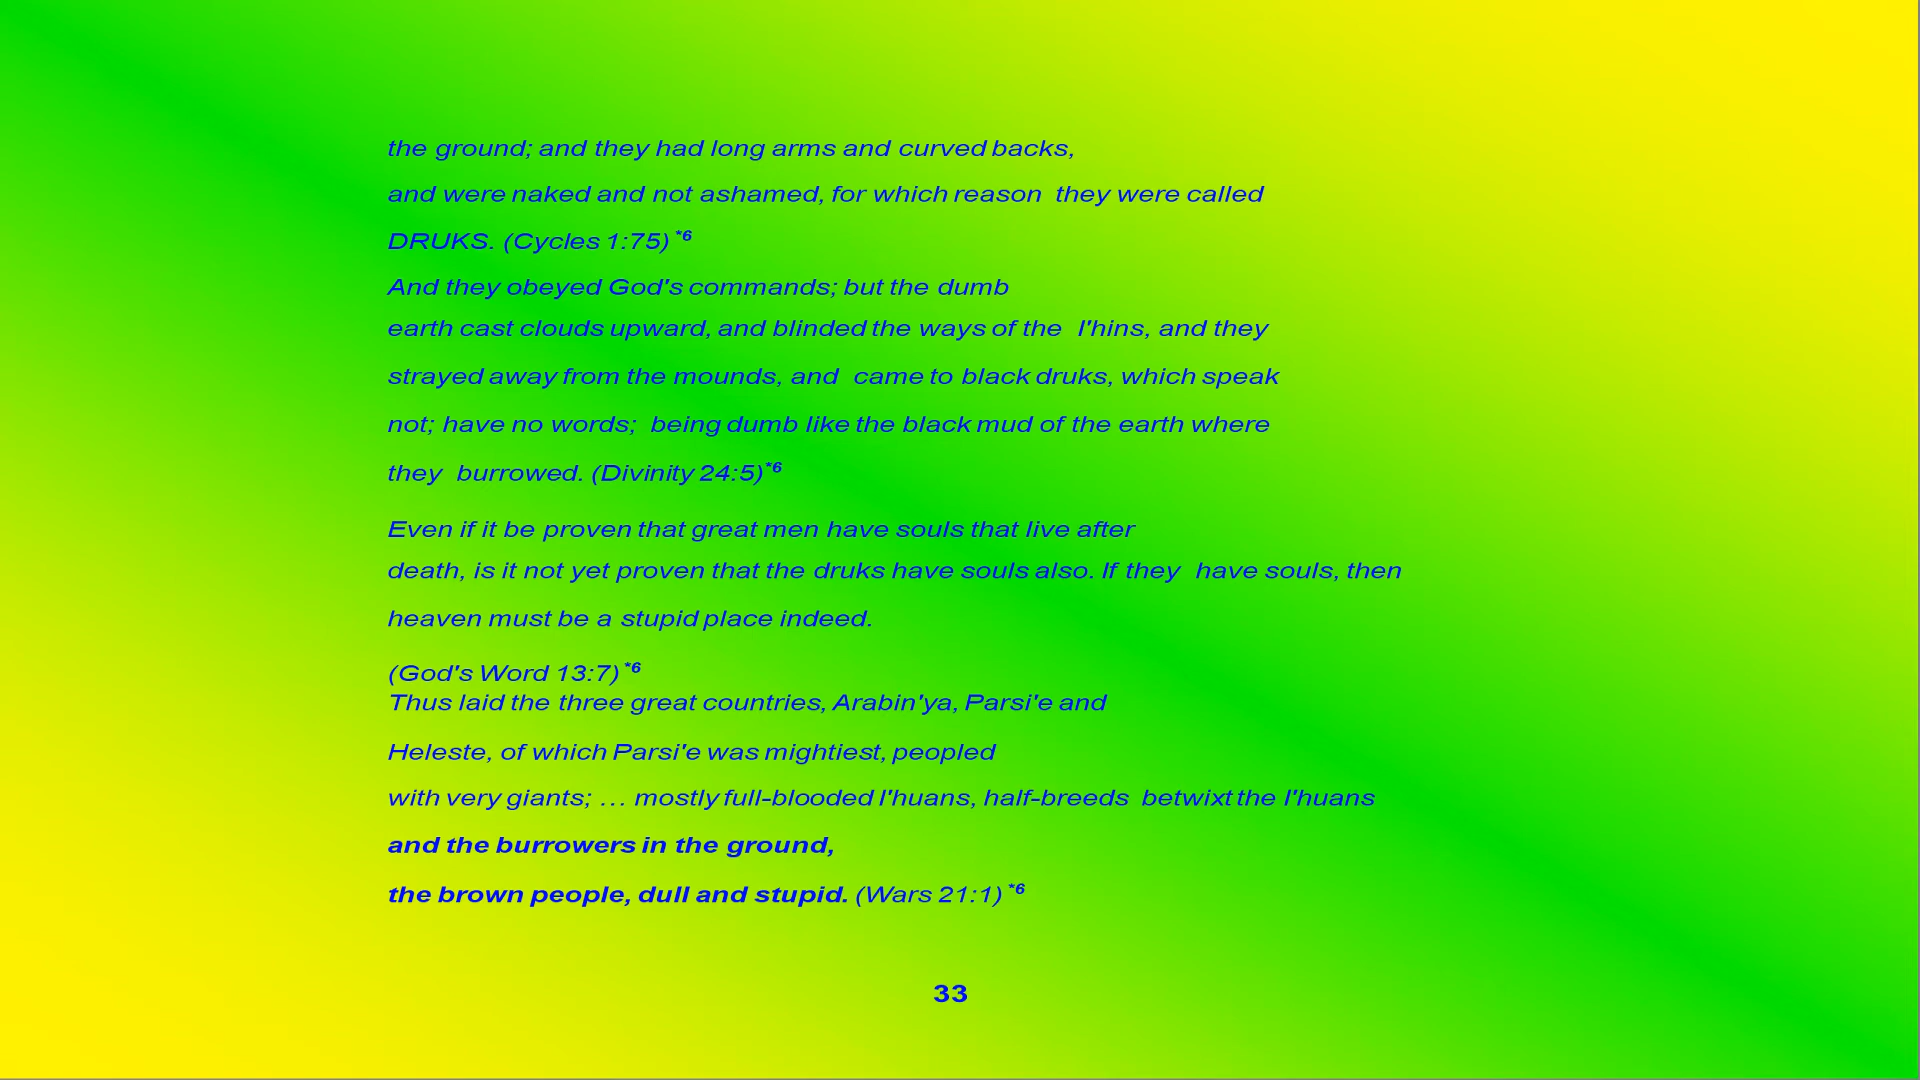 the ground; and they had long arms and curved backs,
and were naked and not ashamed, for which reason they were called
DRUKS. (Cycles 1:75) *6
And they obeyed God's commands; but the dumb
earth cast clouds upward, and blinded the ways of the I'hins, and they
strayed away from the mounds, and came to black druks, which speak
not; have no words; being dumb like the black mud of the earth where
they burrowed. (Divinity 24:5)*6
Even if it be proven that great men have souls that live after
death, is it not yet proven that the druks have souls also. If they have souls, then
heaven must be a stupid place indeed.
(God's Word 13:7) *6
Thus laid the three great countries, Arabin'ya, Parsi'e and
Heleste, of which Parsi'e was mightiest, peopled
with very giants; … mostly full-blooded I'huans, half-breeds betwixt the I'huans
and the burrowers in the ground,
the brown people, dull and stupid. (Wars 21:1) *6
33